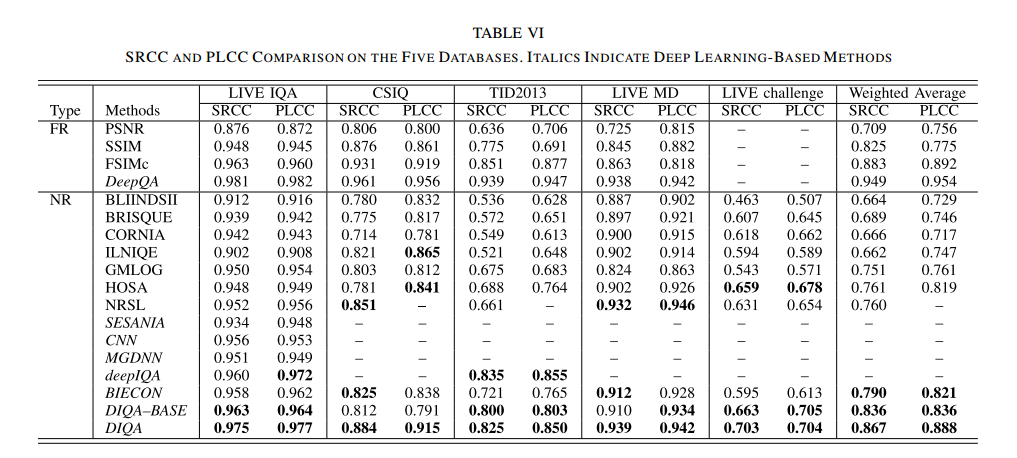 TABLE VI
SRCC AND PLCC COMPARISON ON THE FIVE DATABASES. ITALICS INDICATE DEEP LEARNING-BASED METHODS
LIVE IQA CSIQ TID2013 LIVE MD LIVE challenge Weighted Average
Type Methods SRCC PLCC SRCC PLCC SRCC PLCC SRCC PLCC SRCC PLCC SRCC PLCC
FR PSNR 0.876 0.872 0.806 0.800 0.636 0.706 0.725 0.815 – – 0.709 0.756
SSIM 0.948 0.945 0.876 0.861 0.775 0.691 0.845 0.882 – – 0.825 0.775
FSIMc 0.963 0.960 0.931 0.919 0.851 0.877 0.863 0.818 – – 0.883 0.892
DeepQA 0.981 0.982 0.961 0.956 0.939 0.947 0.938 0.942 – – 0.949 0.954
NR BLIINDSII 0.912 0.916 0.780 0.832 0.536 0.628 0.887 0.902 0.463 0.507 0.664 0.729
BRISQUE 0.939 0.942 0.775 0.817 0.572 0.651 0.897 0.921 0.607 0.645 0.689 0.746
CORNIA 0.942 0.943 0.714 0.781 0.549 0.613 0.900 0.915 0.618 0.662 0.666 0.717
ILNIQE 0.902 0.908 0.821 0.865 0.521 0.648 0.902 0.914 0.594 0.589 0.662 0.747
GMLOG 0.950 0.954 0.803 0.812 0.675 0.683 0.824 0.863 0.543 0.571 0.751 0.761
HOSA 0.948 0.949 0.781 0.841 0.688 0.764 0.902 0.926 0.659 0.678 0.761 0.819
NRSL 0.952 0.956 0.851 – 0.661 – 0.932 0.946 0.631 0.654 0.760 –
SESANIA 0.934 0.948 – – – – – – – – – –
CNN 0.956 0.953 – – – – – – – – – –
MGDNN 0.951 0.949 – – – – – – – – – –
deepIQA 0.960 0.972 – – 0.835 0.855 – – – – – –
BIECON 0.958 0.962 0.825 0.838 0.721 0.765 0.912 0.928 0.595 0.613 0.790 0.821
DIQA–BASE 0.963 0.964 0.812 0.791 0.800 0.803 0.910 0.934 0.663 0.705 0.836 0.836
DIQA 0.975 0.977 0.884 0.915 0.825 0.850 0.939 0.942 0.703 0.704 0.867 0.888